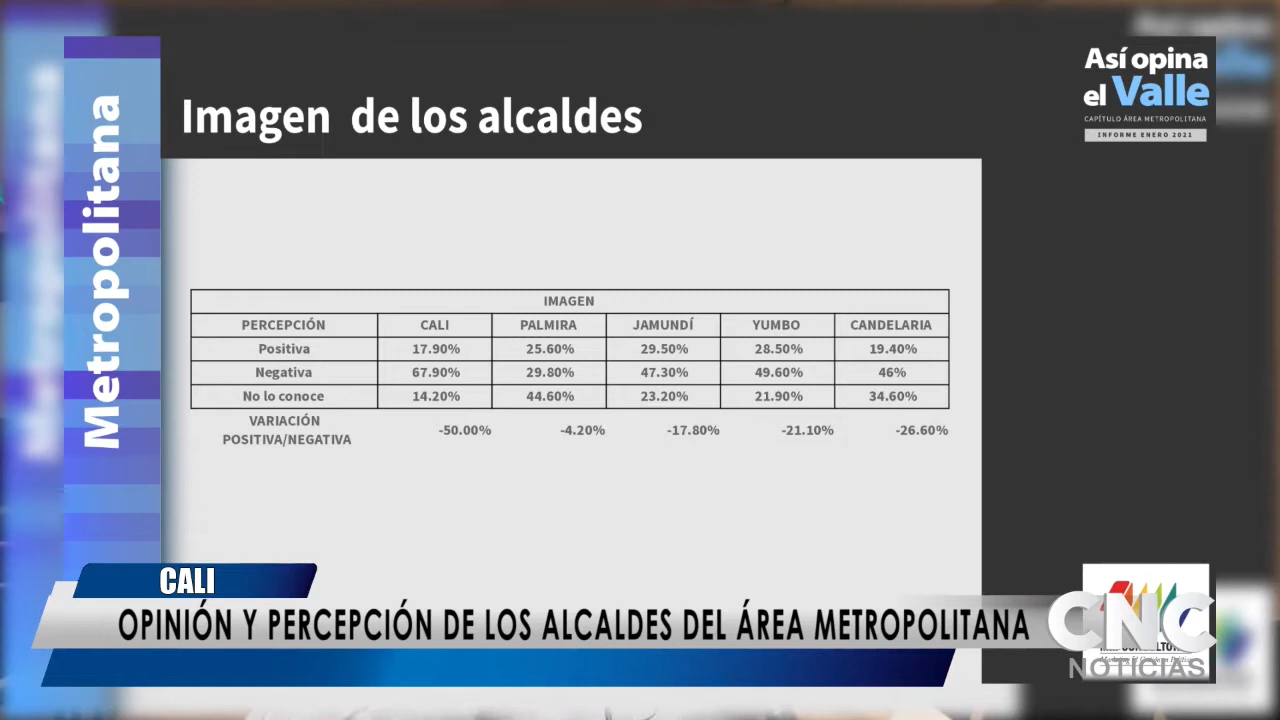 Metropolitana
Imagen de los alcaldes
Así opina
el Valle
CAPÍTULO ÁREA METROPOLITANA
INFORME ENERO 2021
IMAGEN
PERCEPCIÓN CALI PALMIRA JAMUNDÍ YUMBO CANDELARIA
Positiva 17.90% 25.60% 29.50% 28.50% 19.40%
Negativa 67.90% 29.80% 47.30% 49.60% 46%
No lo conoce 14.20% 44.60% 23.20% 21.90% 34.60%
VARIACIÓN
POSITIVA/NEGATIVA -50.00% -4.20% -17.80% -21.10% -26.60%
CALI
OPINIÓN Y PERCEPCIÓN DE LOS ALCALDES DEL ÁREA METROPOLITANA
CNC
NOTICIAS